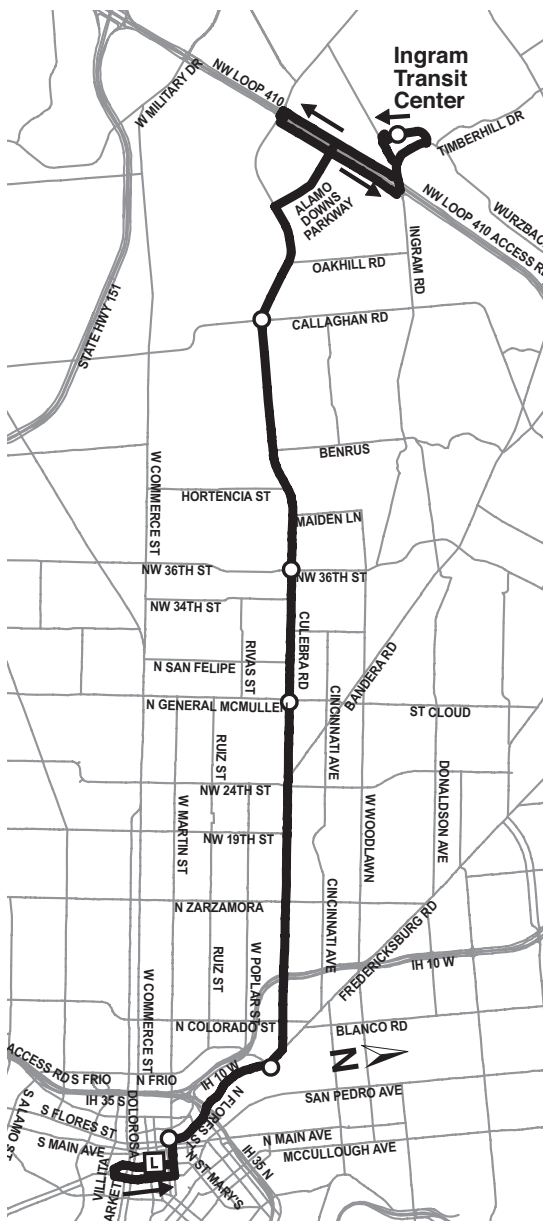 Ingram
Transit
Center
NW LOOP 410
W MILITARY DR
TIMBERHILL DR
ALAMO
DOWNS
PARKWAY
NW LOOP 410 ACCESS R
WURZBAC
INGRAM RD
OAKHILL RD
STATE HWY 151
CALLAGHAN RD
BENRUS
W COMMERCE ST
HORTENCIA ST
MAIDEN LN
NW 36TH ST
NW 36TH ST
NW 34TH ST
CULEBRA RD
RIVAS ST
N SAN FELIPE
BANDERA RD
N GENERAL MCMULLEN
CINCINNATI AVE
ST CLOUD
RUIZ ST
NW 24TH ST
DONALDSON AVE
W MARTIN ST
W WOODLAWN
NW 19TH ST
CINCINNATI AVE
N ZARZAMORA
FREDERICKSBURG RD
RUIZ ST
W POPLAR ST
IH 10 W
W COMMERCE ST
N COLORADO ST
BLANCO RD
N
ACCESS RD
S FRIO
N FRIO
IH 10 W
SAN PEDRO AVE
IH 35 S
S ALAMO ST
S FLORES ST
DOLOROSA
N FLORES ST
S MAIN AVE
N MAIN AVE
MCCULLOUGH AVE
IH 35 N
N ST MARY'S
VILLITA
L
ARKET